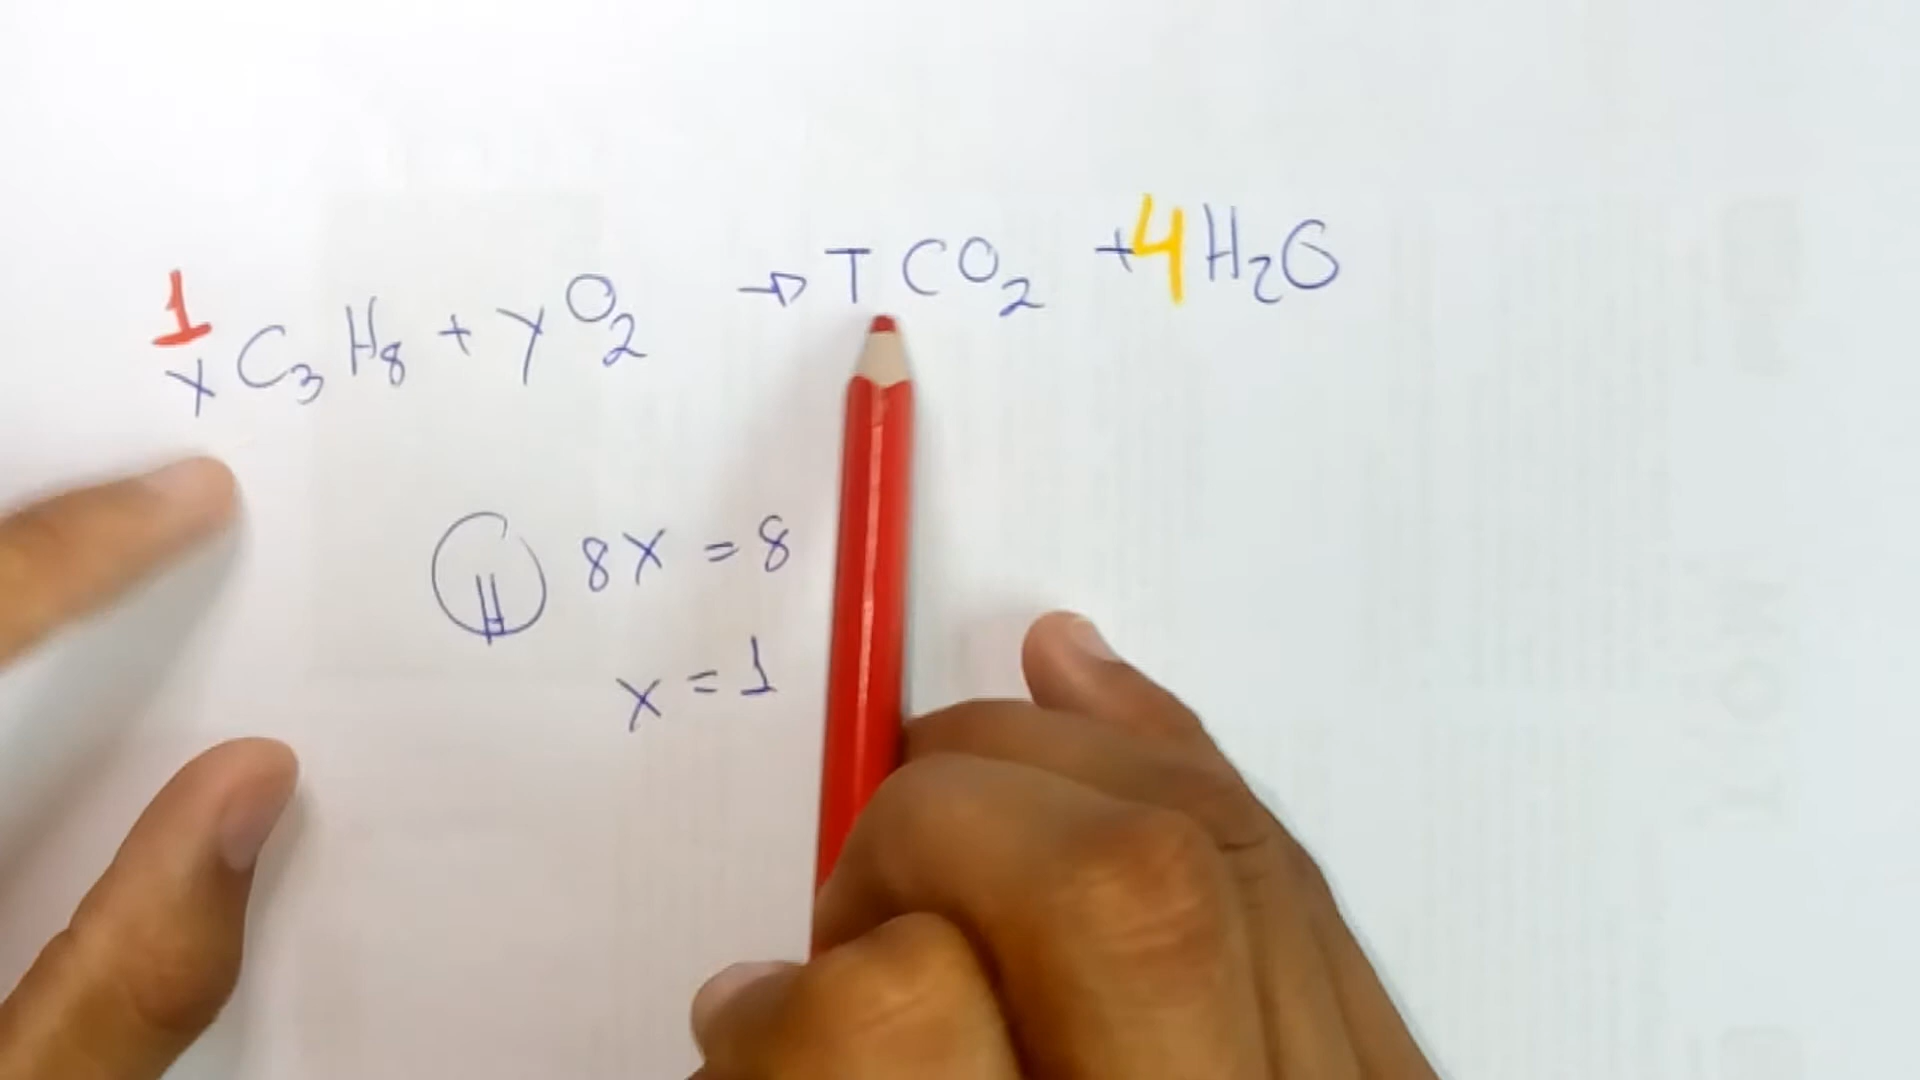 1
x C₃ H₈ + y O₂ → T CO₂ + 4 H₂O
H 8x = 8
x = 1